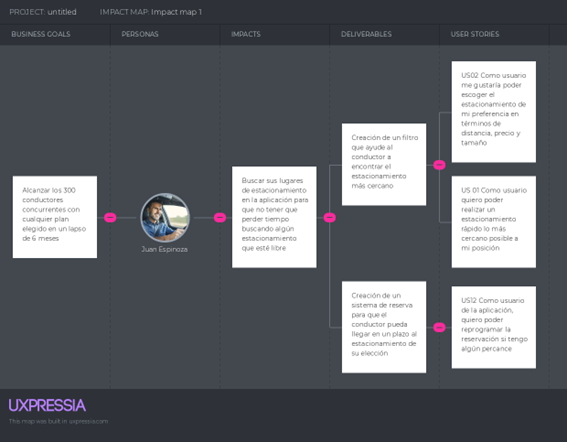 PROJECT: untitled IMPACT MAP: Impact map 1
BUSINESS GOALS PERSONAS IMPACTS DELIVERABLES USER STORIES
Alcanzar los 300
conductores
concurrentes con
cualquier plan
elegido en un lapso
de 6 meses
Juan Espinoza
Buscar sus lugares
de estacionamiento
en la aplicación para
que no tener que
perder tiempo
buscando algún
estacionamiento
que esté libre
Creación de un filtro
que ayude al
conductor a
encontrar el
estacionamiento
más cercano
Creación de un
sistema de reserva
para que el
conductor pueda
llegar en un plazo al
estacionamiento de
su elección
US02 Como usuario
me gustaría poder
escoger el
estacionamiento de
mi preferencia en
términos de
distancia, precio y
tamaño
US 01 Como usuario
quiero poder
realizar un
estacionamiento
rápido lo más
cercano posible a
mi posición
US12 Como usuario
de la aplicación,
quiero poder
reprogramar la
reservación si tengo
algún percance
UXPRESSIA
This map was built in uxpressia.com